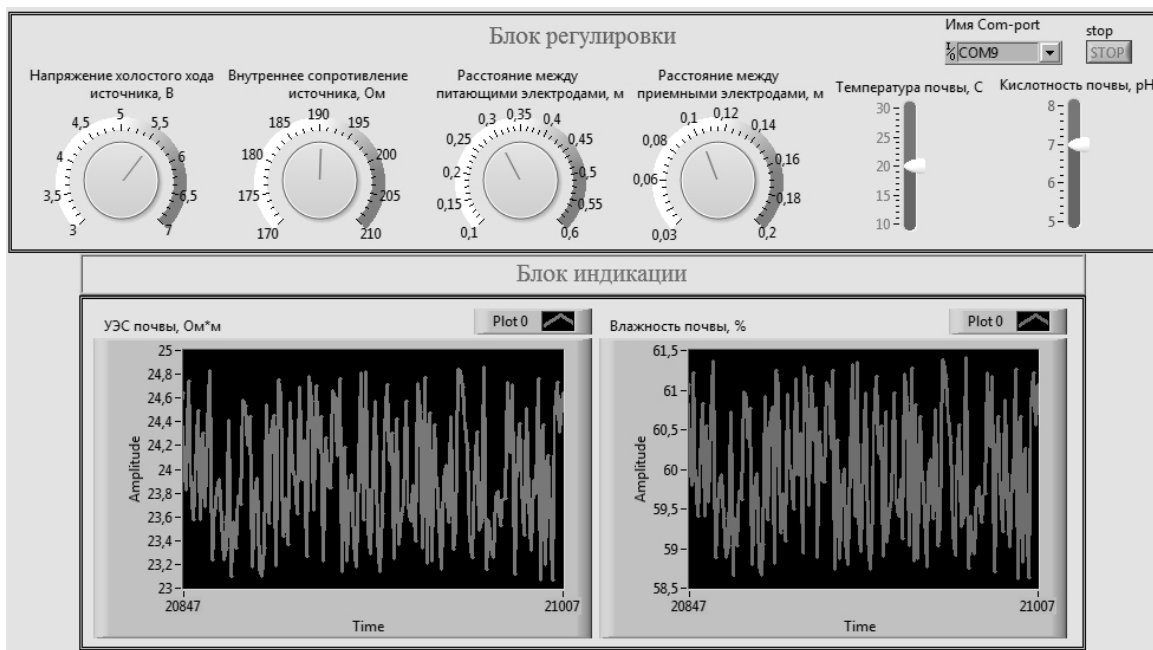 Блок регулировки
Имя Com-port
stop
COM9
STOP
Напряжение холостого хода
источника, В
Внутреннее сопротивление
источника, Ом
Расстояние между
питающими электродами, м
Расстояние между
приемными электродами, м
Температура почвы, С
Кислотность почвы, pH
3
3,5
4
4,5
5
5,5
6
6,5
7
170
175
180
185
190
195
200
205
210
0,1
0,15
0,2
0,25
0,3
0,35
0,4
0,45
0,5
0,55
0,6
0,03
0,06
0,08
0,1
0,12
0,14
0,16
0,18
0,2
30
25
20
15
10
8
7
6
5
Блок индикации
УЭС почвы, Ом*м
Plot 0
25
24,8
24,6
24,4
24,2
24
23,8
23,6
23,4
23,2
23
Amplitude
20847
21007
Time
Влажность почвы, %
Plot 0
61,5
61
60,5
60
59,5
59
58,5
Amplitude
20847
21007
Time